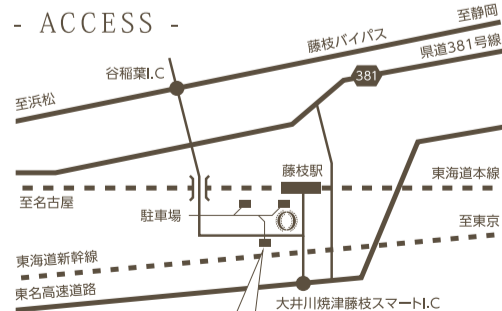 - ACCESS -
至静岡
藤枝バイパス
県道381号線
谷稲葉I.C
381
至浜松
藤枝駅
東海道本線
至名古屋
駐車場
至東京
東海道新幹線
東名高速道路
大井川焼津藤枝スマートI.C